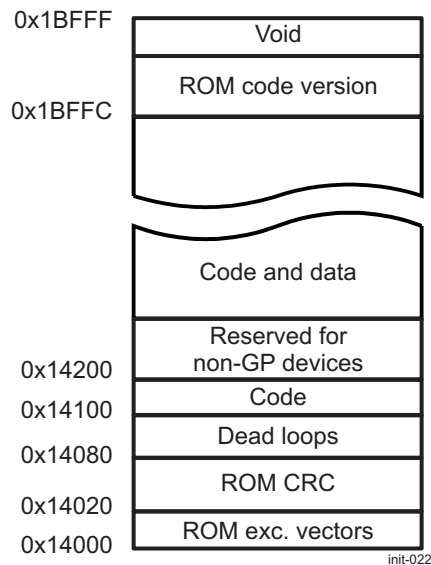 0x1BFFF
Void
ROM code version
0x1BFFC
Code and data
Reserved for
non-GP devices
0x14200
Code
0x14100
Dead loops
0x14080
ROM CRC
0x14020
ROM exc. vectors
0x14000
init-022